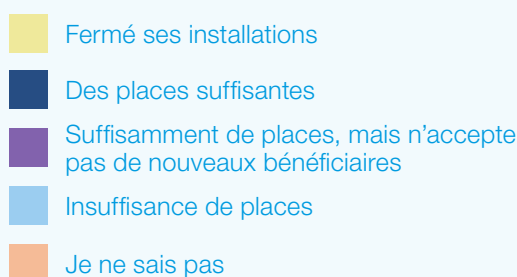 Fermé ses installations
Des places suffisantes
Suffisamment de places, mais n’accepte
pas de nouveaux bénéficiaires
Insuffisance de places
Je ne sais pas